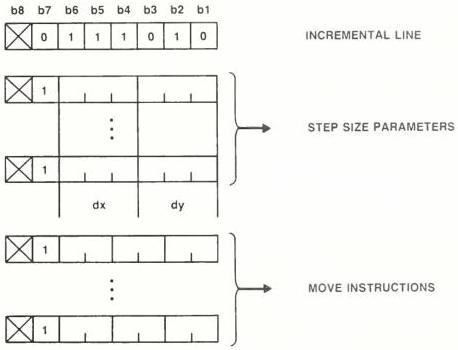 b8 b7 b6 b5 b4 b3 b2 b1
0 1 1 1 0 1 0 INCREMENTAL LINE
1
STEP SIZE PARAMETERS
1
dx dy
1
MOVE INSTRUCTIONS
1